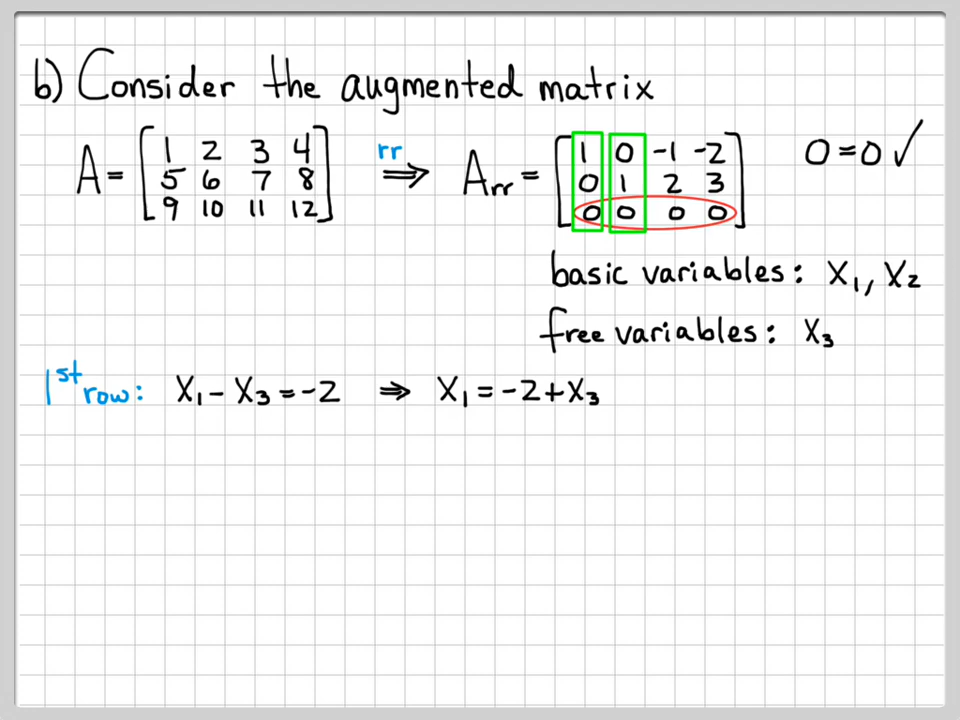 b) Consider the augmented matrix
A = [1 2 3 4; 5 6 7 8; 9 10 11 12] rr ⇒ Arr = [1 0 -1 -2; 0 1 2 3; 0 0 0 0] 0=0 ✓
basic variables: x₁, x₂
free variables: x₃
1st row: x₁ - x₃ = -2 ⇒ x₁ = -2 + x₃